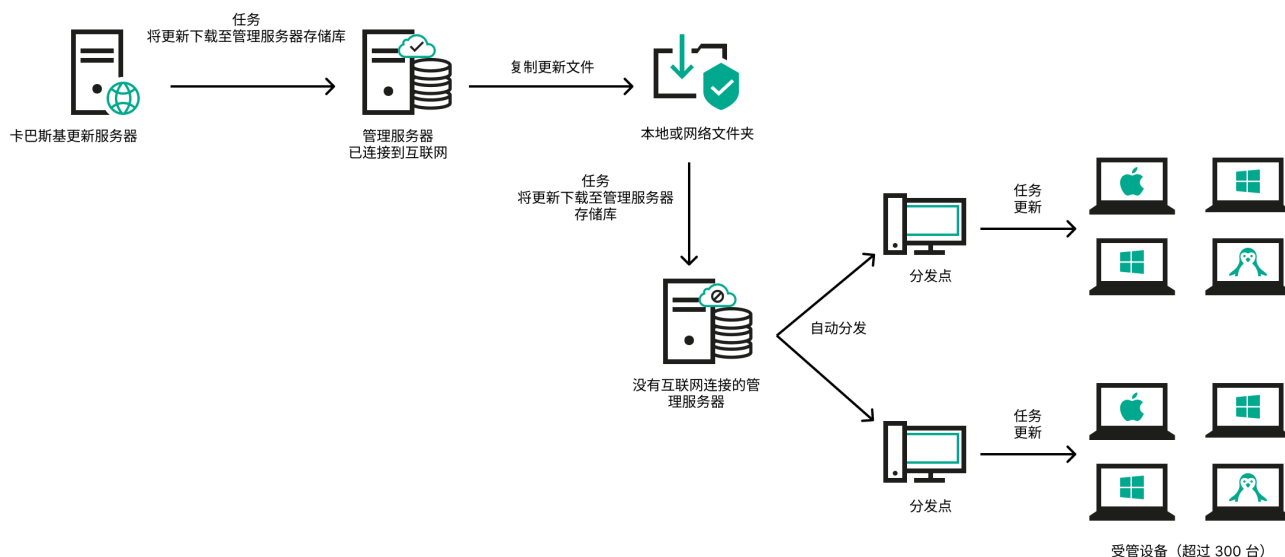 任务
将更新下载至管理服务器存储库
卡巴斯基更新服务器
管理服务器
已连接到互联网
复制更新文件
本地或网络文件夹
任务
将更新下载至管理服务器
存储库
没有互联网连接的管
理服务器
自动分发
分发点
任务
更新
分发点
任务
更新
受管设备（超过 300 台）